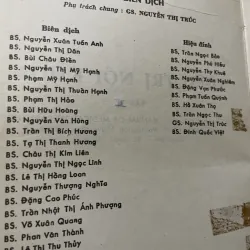 BIÊN DỊCH
Phụ trách chung : GS. NGUYỄN THỊ TRÚC
Biên dịch
BS. Nguyễn Xuân Tuấn Anh
BS. Nguyễn Thị Dân
BS. Bùi Châu Điền
BS. Nguyễn Thị Mỹ Hạnh
BS. Phạm Mỹ Hạnh
BS. Nguyễn Thị Thu Hạnh
BS. Phạm Thị Hòa
BS. Bùi Hữu Hoàng
BS. Nguyễn Văn Hùng
BS. Trần Thị Bích Hương
BS. Tạ Thị Thanh Hương
BS. Châu Thị Kim Liên
BS. Nguyễn Thị Ngọc Linh
BS. Lê Thị Hồng Loan
BS. Nguyễn Thượng Nghĩa
BS. Đặng Cao Phúc
BS. Trần Nhật Thị Ánh Phượng
BS. Võ Xuân Quang
BS. Phan Văn Thành
BS. Lê Thị Thu Thủy
Hiệu đính
BS. Trần Ngọc Bảo
BS. Nguyễn Phê Hiếu
BS. Nguyễn Thy Khuê
BS. Nguyễn Xuân Nghiêm
BS. Đặng Vạn Phước
BS. Phạm Tuấn Quỳnh
BS. Hồ Xuân Thọ
BS. Trần Ngọc Thu
GS. Nguyễn Thị Trúc
BS. Đinh Quốc Việt